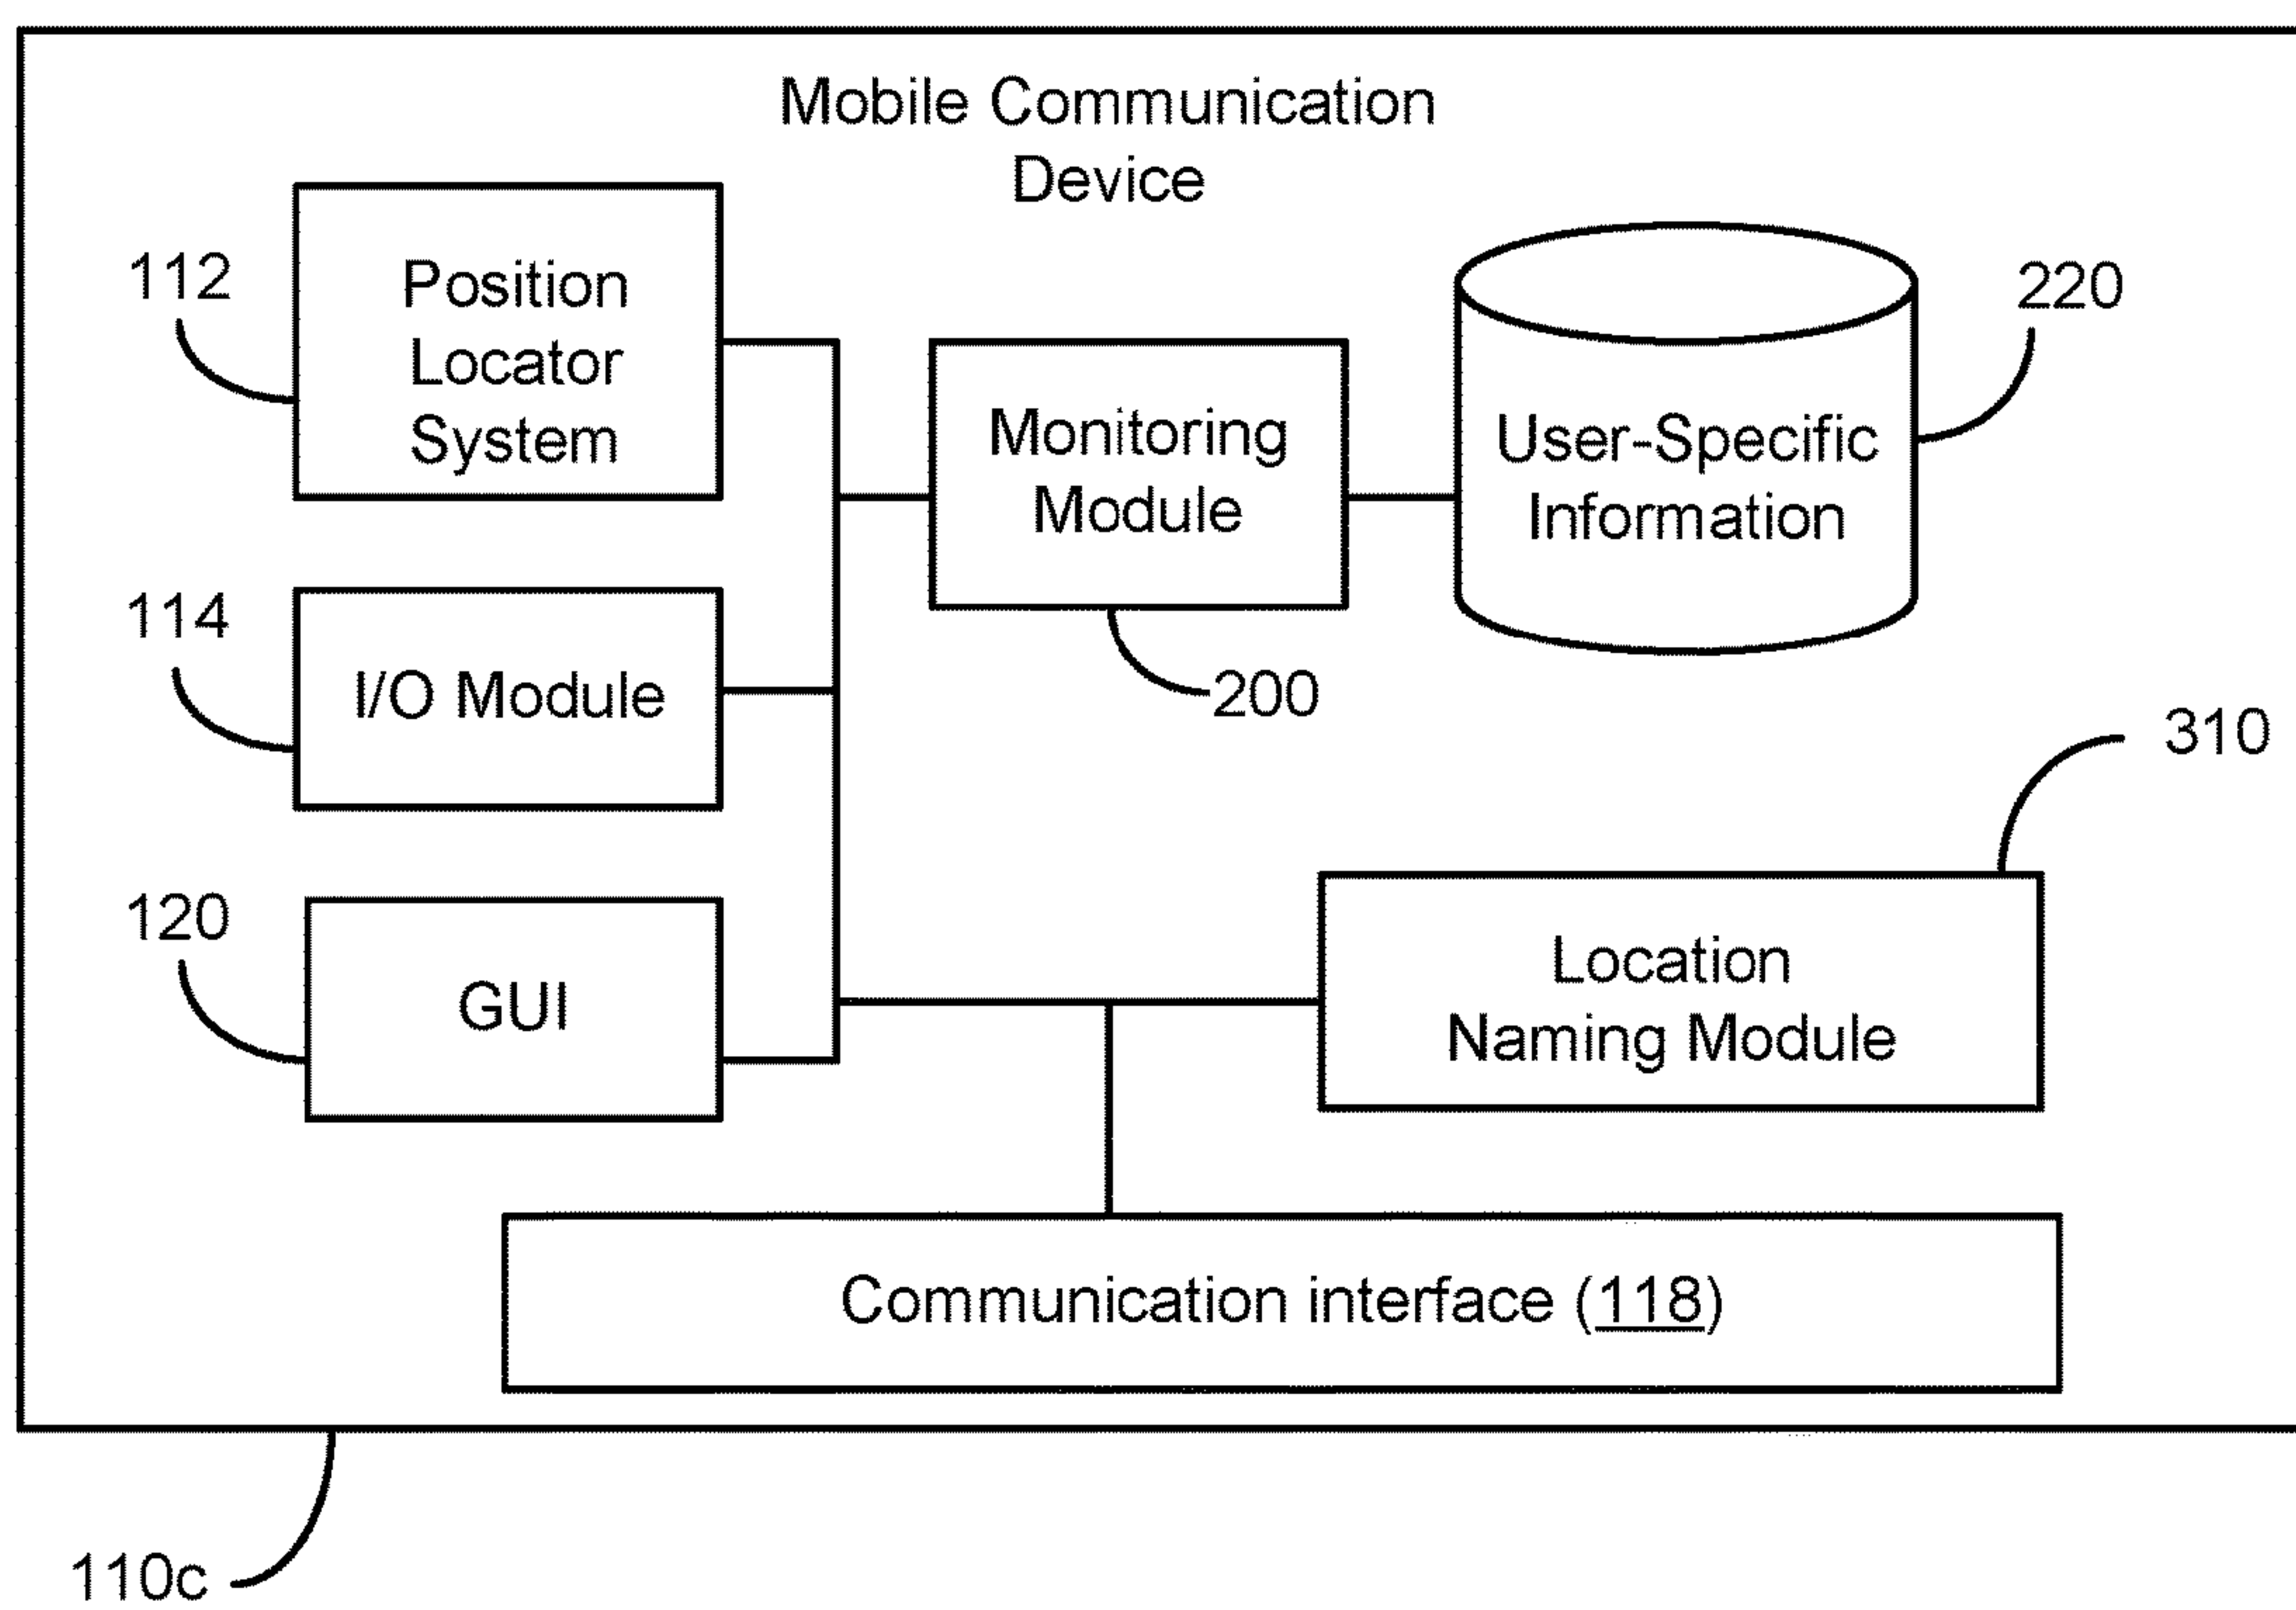 Mobile Communication
Device
112
Position
Locator
System
220
Monitoring
Module
User-Specific
Information
114
I/O Module
200
310
120
GUI
Location
Naming Module
Communication interface (118)
110c